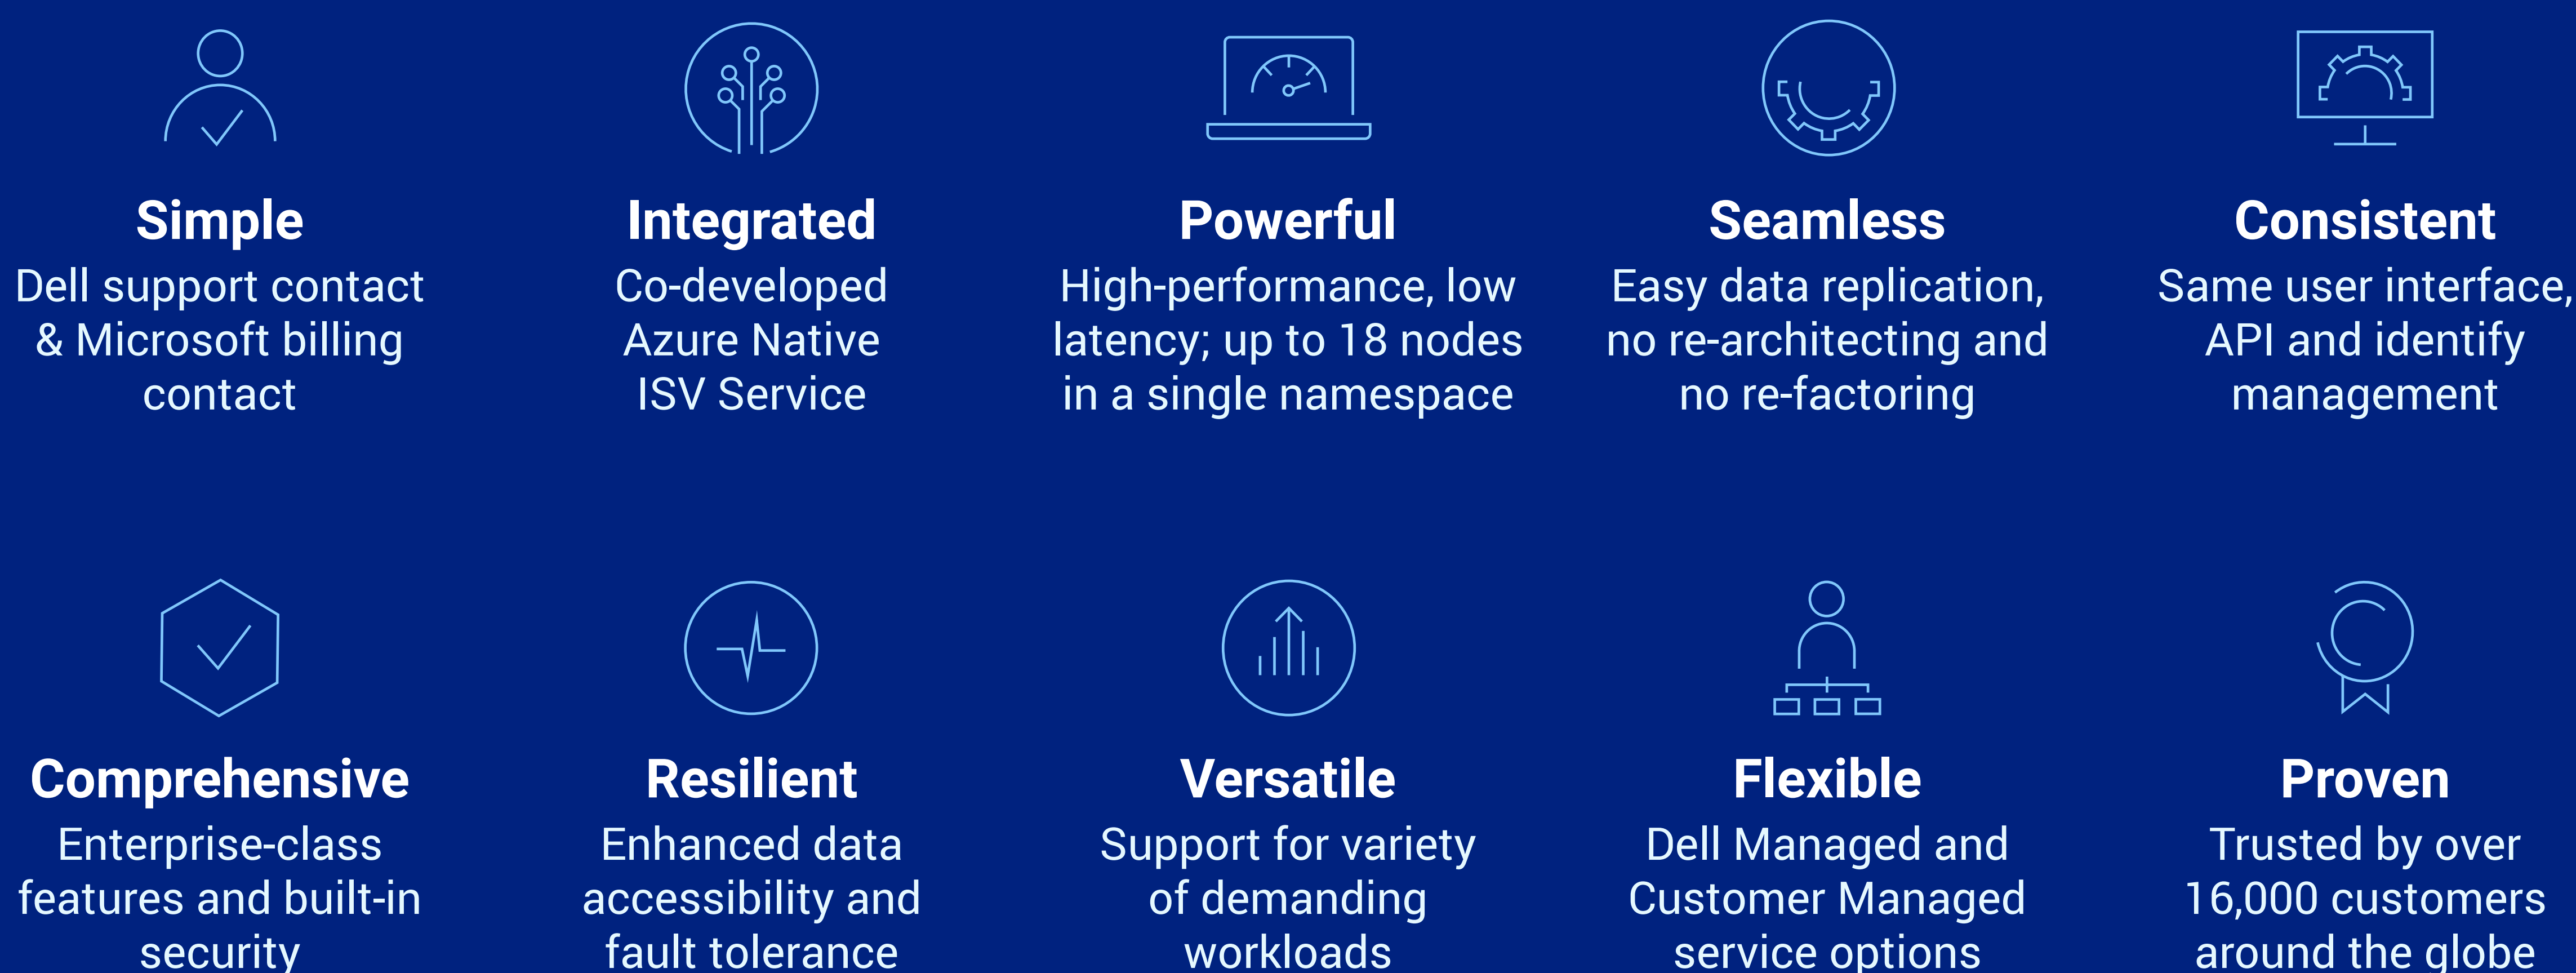 Simple
Dell support contact
& Microsoft billing
contact
Integrated
Co-developed
Azure Native
ISV Service
Powerful
High-performance, low
latency; up to 18 nodes
in a single namespace
Seamless
Easy data replication,
no re-architecting and
no re-factoring
Consistent
Same user interface,
API and identify
management
Comprehensive
Enterprise-class
features and built-in
security
Resilient
Enhanced data
accessibility and
fault tolerance
Versatile
Support for variety
of demanding
workloads
Flexible
Dell Managed and
Customer Managed
service options
Proven
Trusted by over
16,000 customers
around the globe